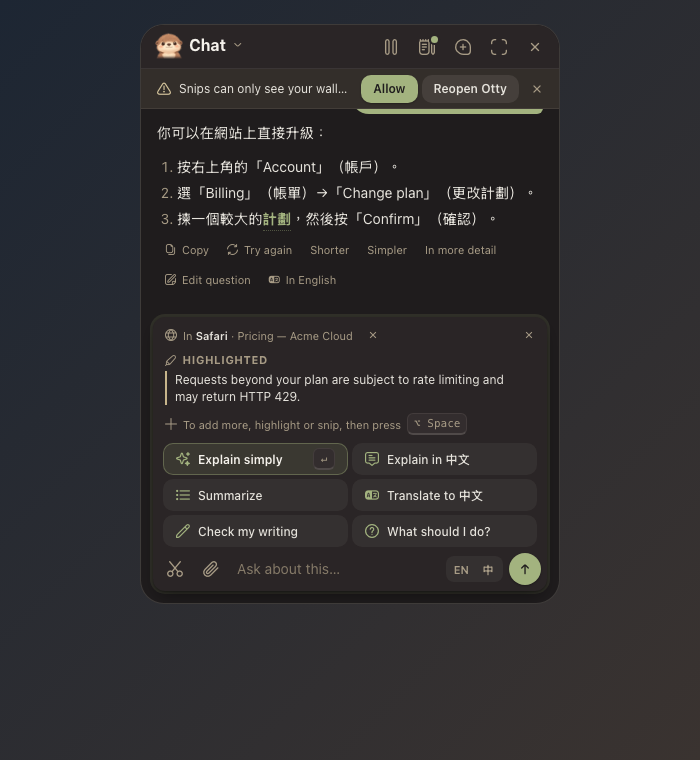 Chat
Snips can only see your wall...
Allow
Reopen Otty
你可以在網站上直接升級：
1. 按右上角的「Account」（帳戶）。
2. 選「Billing」（帳單）→「Change plan」（更改計劃）。
3. 揀一個較大的計劃，然後按「Confirm」（確認）。
Copy
Try again
Shorter
Simpler
In more detail
Edit question
In English
In Safari · Pricing — Acme Cloud
HIGHLIGHTED
Requests beyond your plan are subject to rate limiting and
may return HTTP 429.
To add more, highlight or snip, then press ⌥ Space
Explain simply ↵
Explain in 中文
Summarize
Translate to 中文
Check my writing
What should I do?
Ask about this...
EN 中